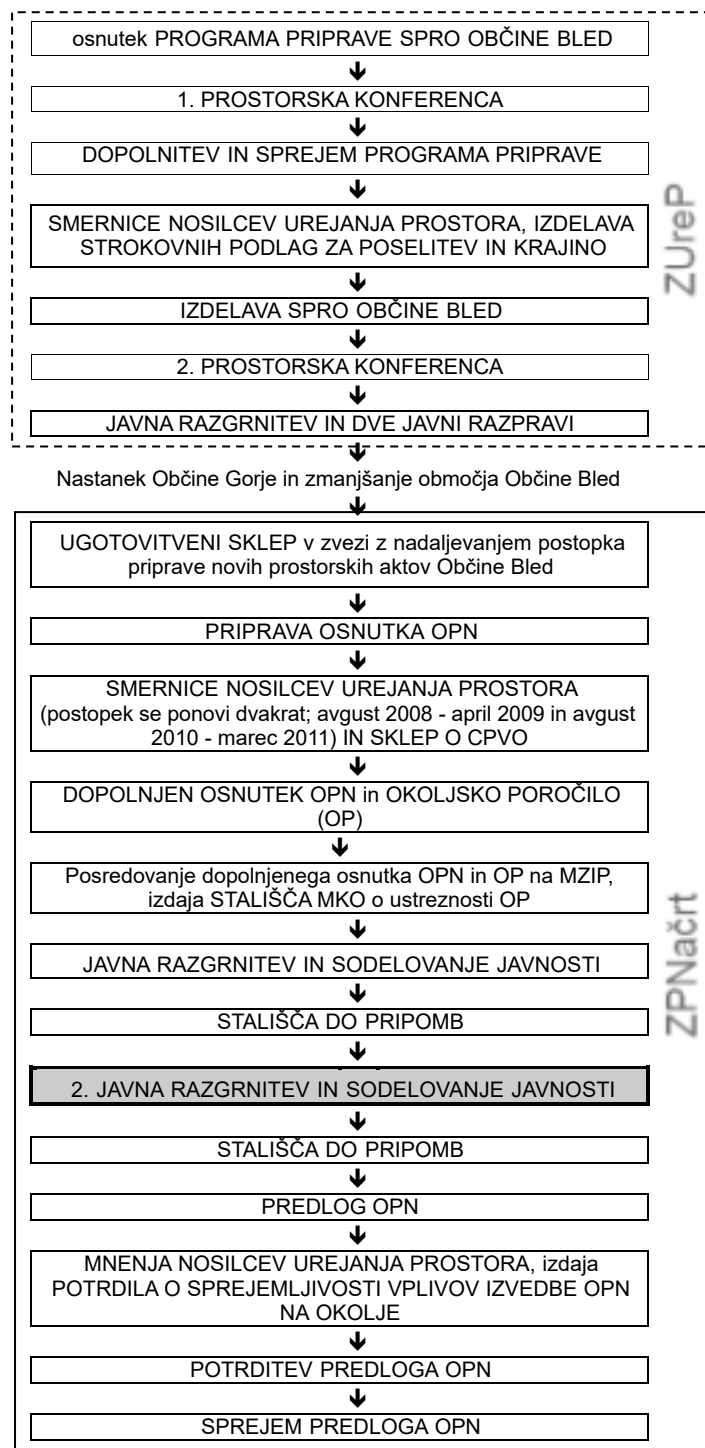 osnutek PROGRAMA PRIPRAVE SPRO OBČINE BLED
1. PROSTORSKA KONFERENCA
DOPOLNITEV IN SPREJEM PROGRAMA PRIPRAVE
SMERNICE NOSILCEV UREJANJA PROSTORA, IZDELAVA
STROKOVNIH PODLAG ZA POSELITEV IN KRAJINO
IZDELAVA SPRO OBČINE BLED
2. PROSTORSKA KONFERENCA
JAVNA RAZGRNITEV IN DVE JAVNI RAZPRAVI
ZUreP
Nastanek Občine Gorje in zmanjšanje območja Občine Bled
UGOTOVITVENI SKLEP v zvezi z nadaljevanjem postopka
priprave novih prostorskih aktov Občine Bled
PRIPRAVA OSNUTKA OPN
SMERNICE NOSILCEV UREJANJA PROSTORA
(postopek se ponovi dvakrat; avgust 2008 - april 2009 in avgust
2010 - marec 2011) IN SKLEP O CPVO
DOPOLNJEN OSNUTEK OPN in OKOLJSKO POROČILO
(OP)
Posredovanje dopolnjenega osnutka OPN in OP na MZIP,
izdaja STALIŠČA MKO o ustreznosti OP
JAVNA RAZGRNITEV IN SODELOVANJE JAVNOSTI
STALIŠČA DO PRIPOMB
2. JAVNA RAZGRNITEV IN SODELOVANJE JAVNOSTI
STALIŠČA DO PRIPOMB
PREDLOG OPN
MNENJA NOSILCEV UREJANJA PROSTORA, izdaja
POTRDILA O SPREJEMLJIVOSTI VPLIVOV IZVEDBE OPN
NA OKOLJE
POTRDITEV PREDLOGA OPN
SPREJEM PREDLOGA OPN
ZPNačrt